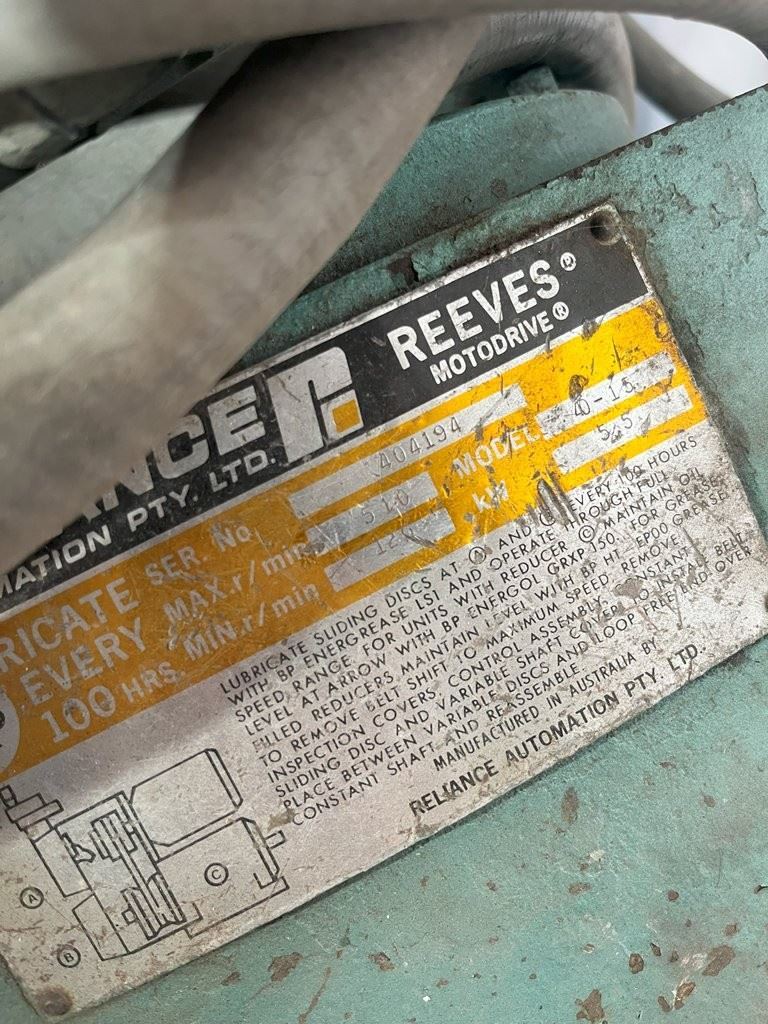 REEVES®
MOTODRIVE®
ANCE
MATION PTY. LTD.
SER. No. 404194 MODEL 40-15
MAX. r/min 510 kW 5,5
MIN. r/min
RICATE
EVERY
100 HRS.
LUBRICATE SLIDING DISCS AT Ⓐ AND Ⓑ EVERY 100 HOURS
WITH BP ENERGREASE LSI AND OPERATE THROUGH FULL
SPEED RANGE. FOR UNITS WITH REDUCER Ⓒ MAINTAIN OIL
LEVEL AT ARROW WITH BP ENERGOL GRXP 150. FOR GREASE
FILLED REDUCERS MAINTAIN LEVEL WITH BP HT. EP00 GREASE
TO REMOVE BELT SHIFT TO MAXIMUM SPEED. REMOVE
INSPECTION COVERS, CONTROL ASSEMBLY, CONSTANT
SLIDING DISC AND VARIABLE SHAFT COVER. TO INSTALL BELT
PLACE BETWEEN VARIABLE DISCS AND LOOP FREE END OVER
CONSTANT SHAFT AND REASSEMBLE.
MANUFACTURED IN AUSTRALIA BY
RELIANCE AUTOMATION PTY. LTD.
A
B
C